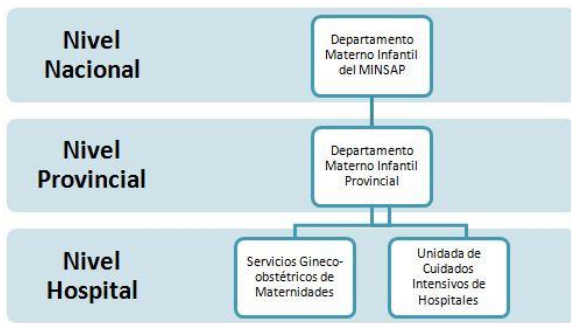 Nivel
Nacional
Departamento
Materno Infantil
del MINSAP
Nivel
Provincial
Departamento
Materno Infantil
Provincial
Nivel
Hospital
Servicios Gineco-
obstétricos de
Maternidades
Unidada de
Cuidados
Intensivos de
Hospitales